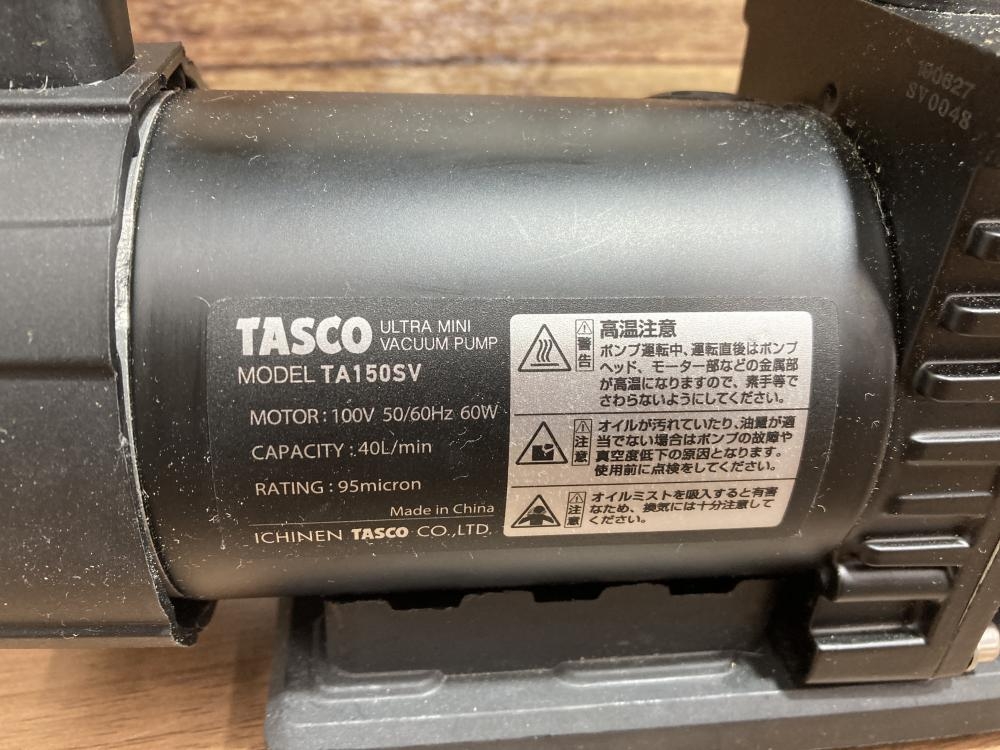 190627
SV0048
TASCO ULTRA MINI
VACUUM PUMP
MODEL TA150SV
MOTOR : 100V 50/60Hz 60W
CAPACITY : 40L/min
RATING : 95micron
Made in China
ICHINEN TASCO CO.,LTD.
⚠警告
高温注意
ポンプ運転中、運転直後はポンプ
ヘッド、モーター部などの金属部
が高温になりますので、素手等で
さわらないようにしてください。
⚠注意
オイルが汚れていたり、油量が適
当でない場合はポンプの故障や
真空度低下の原因となります。
使用前に点検をしてください。
⚠注意
オイルミストを吸入すると有害
なため、換気には十分注意して
ください。